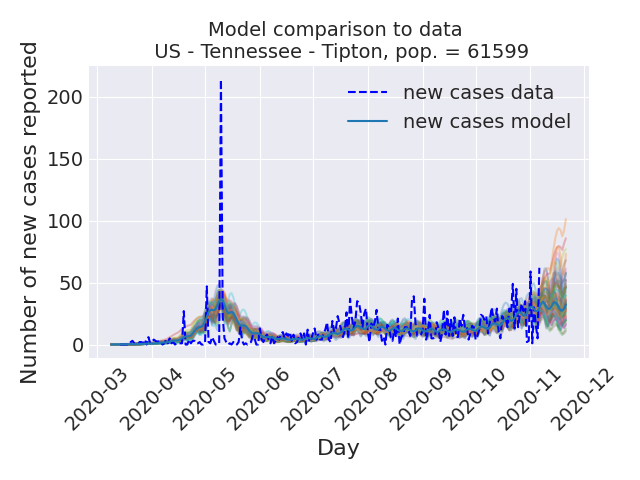 Model comparison to data
US - Tennessee - Tipton, pop. = 61599
Number of new cases reported
200
150
100
50
0
new cases data
new cases model
2020-03
2020-04
2020-05
2020-06
2020-07
2020-08
2020-09
2020-10
2020-11
2020-12
Day